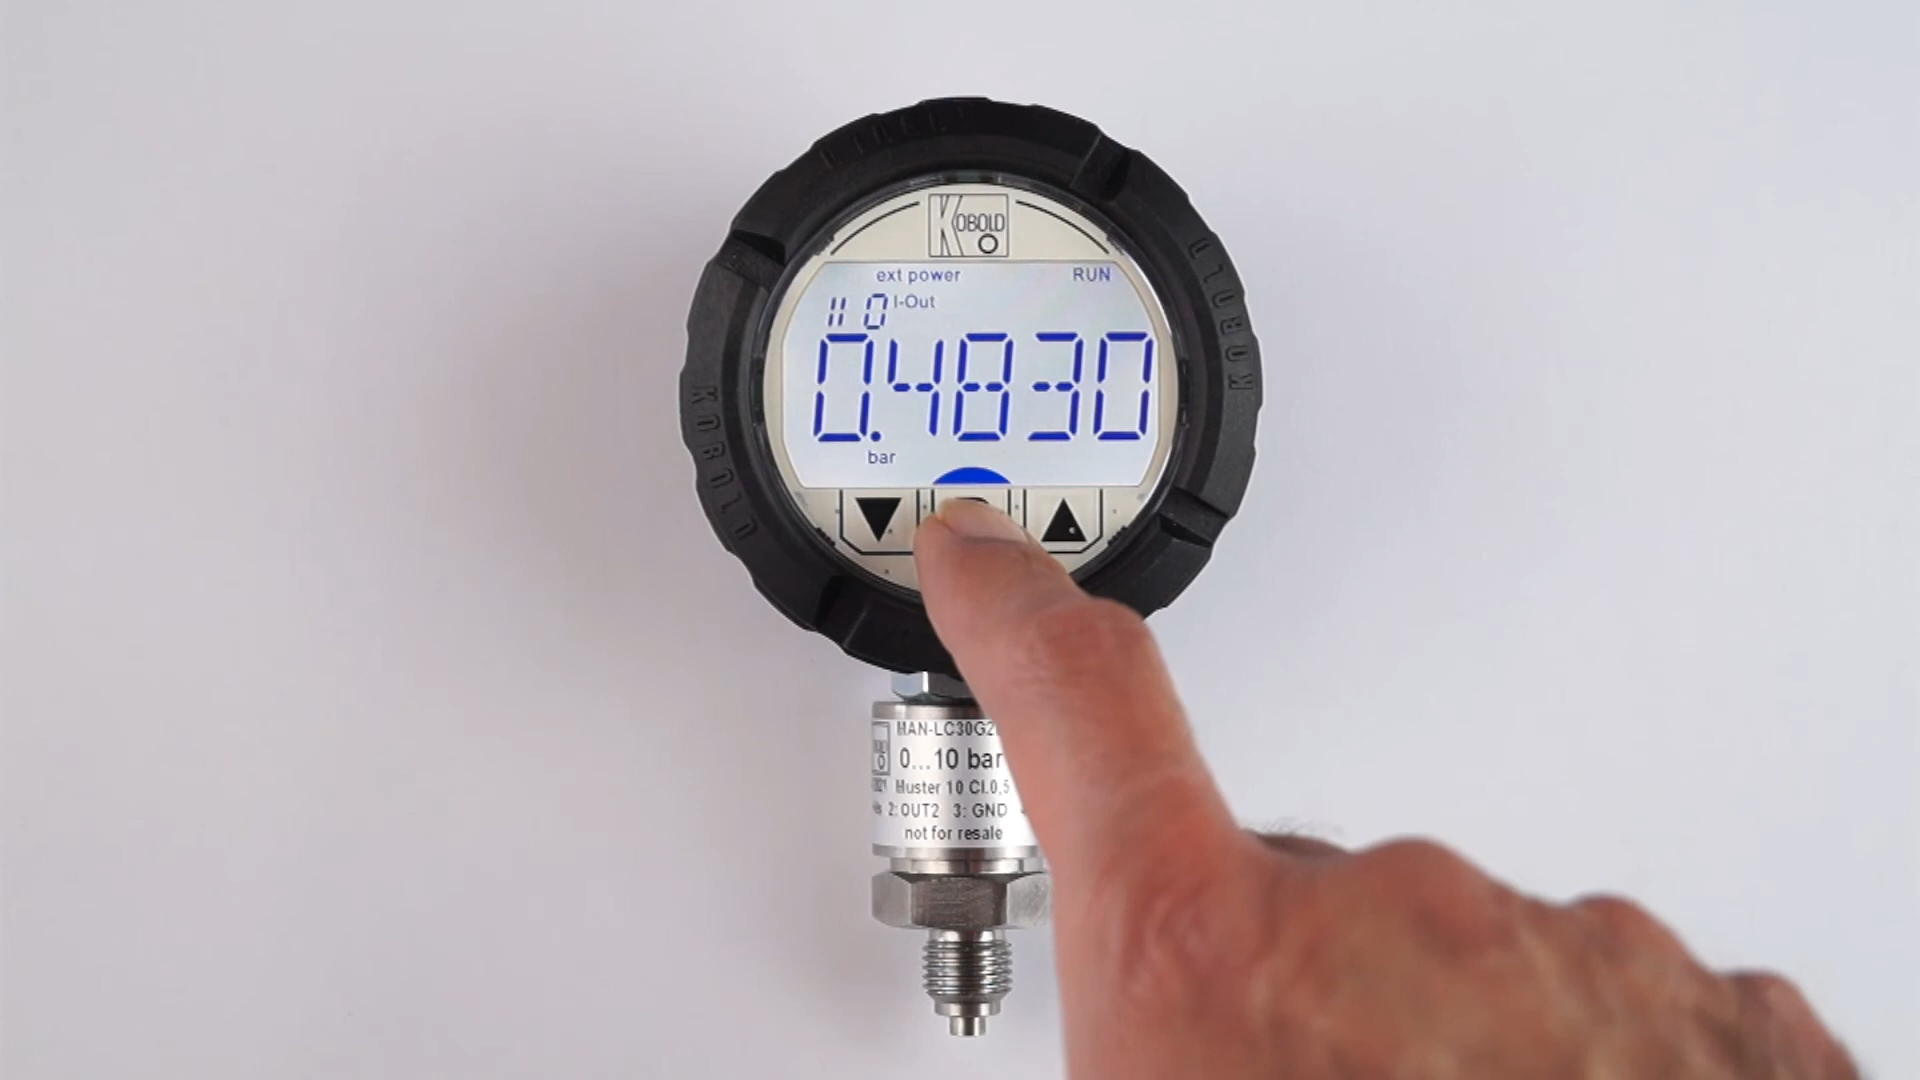 KOBOLD
ext power RUN
I-Out
0.4830
bar
KOBOLD
KOBOLD
MAN-LC30G2
0...10 bar
Muster 10 Cl.0,5
2:OUT2 3: GND
not for resale